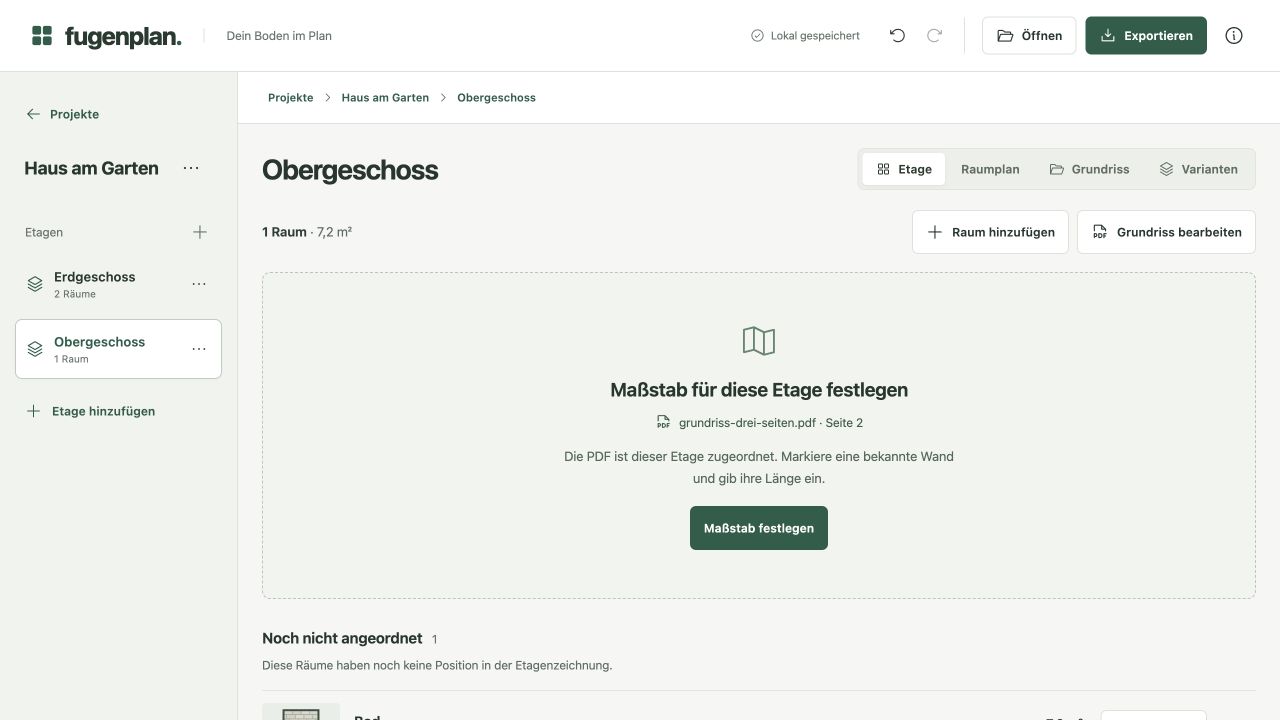 fugenplan.
Dein Boden im Plan
Lokal gespeichert
Öffnen
Exportieren
Projekte
Haus am Garten
Etagen
Erdgeschoss
2 Räume
Obergeschoss
1 Raum
Etage hinzufügen
Projekte > Haus am Garten > Obergeschoss
Obergeschoss
Etage
Raumplan
Grundriss
Varianten
1 Raum · 7,2 m²
Raum hinzufügen
Grundriss bearbeiten
Maßstab für diese Etage festlegen
PDF grundriss-drei-seiten.pdf · Seite 2
Die PDF ist dieser Etage zugeordnet. Markiere eine bekannte Wand
und gib ihre Länge ein.
Maßstab festlegen
Noch nicht angeordnet 1
Diese Räume haben noch keine Position in der Etagenzeichnung.